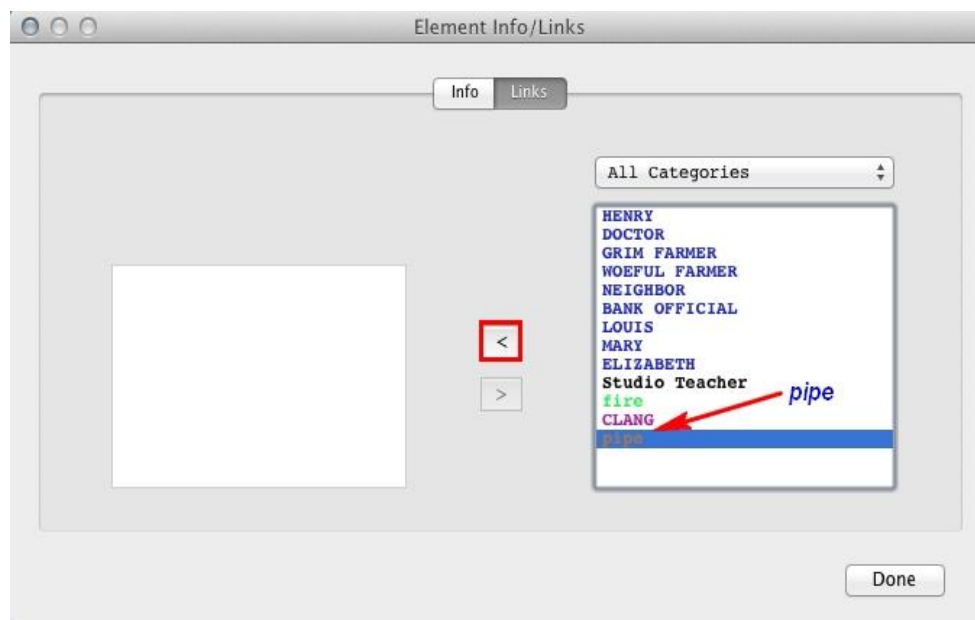 Element Info/Links
Info Links
All Categories
HENRY
DOCTOR
GRIM FARMER
WOEFUL FARMER
NEIGHBOR
BANK OFFICIAL
LOUIS
MARY
ELIZABETH
Studio Teacher
fire
pipe
CLANG
pipe
<
>
Done